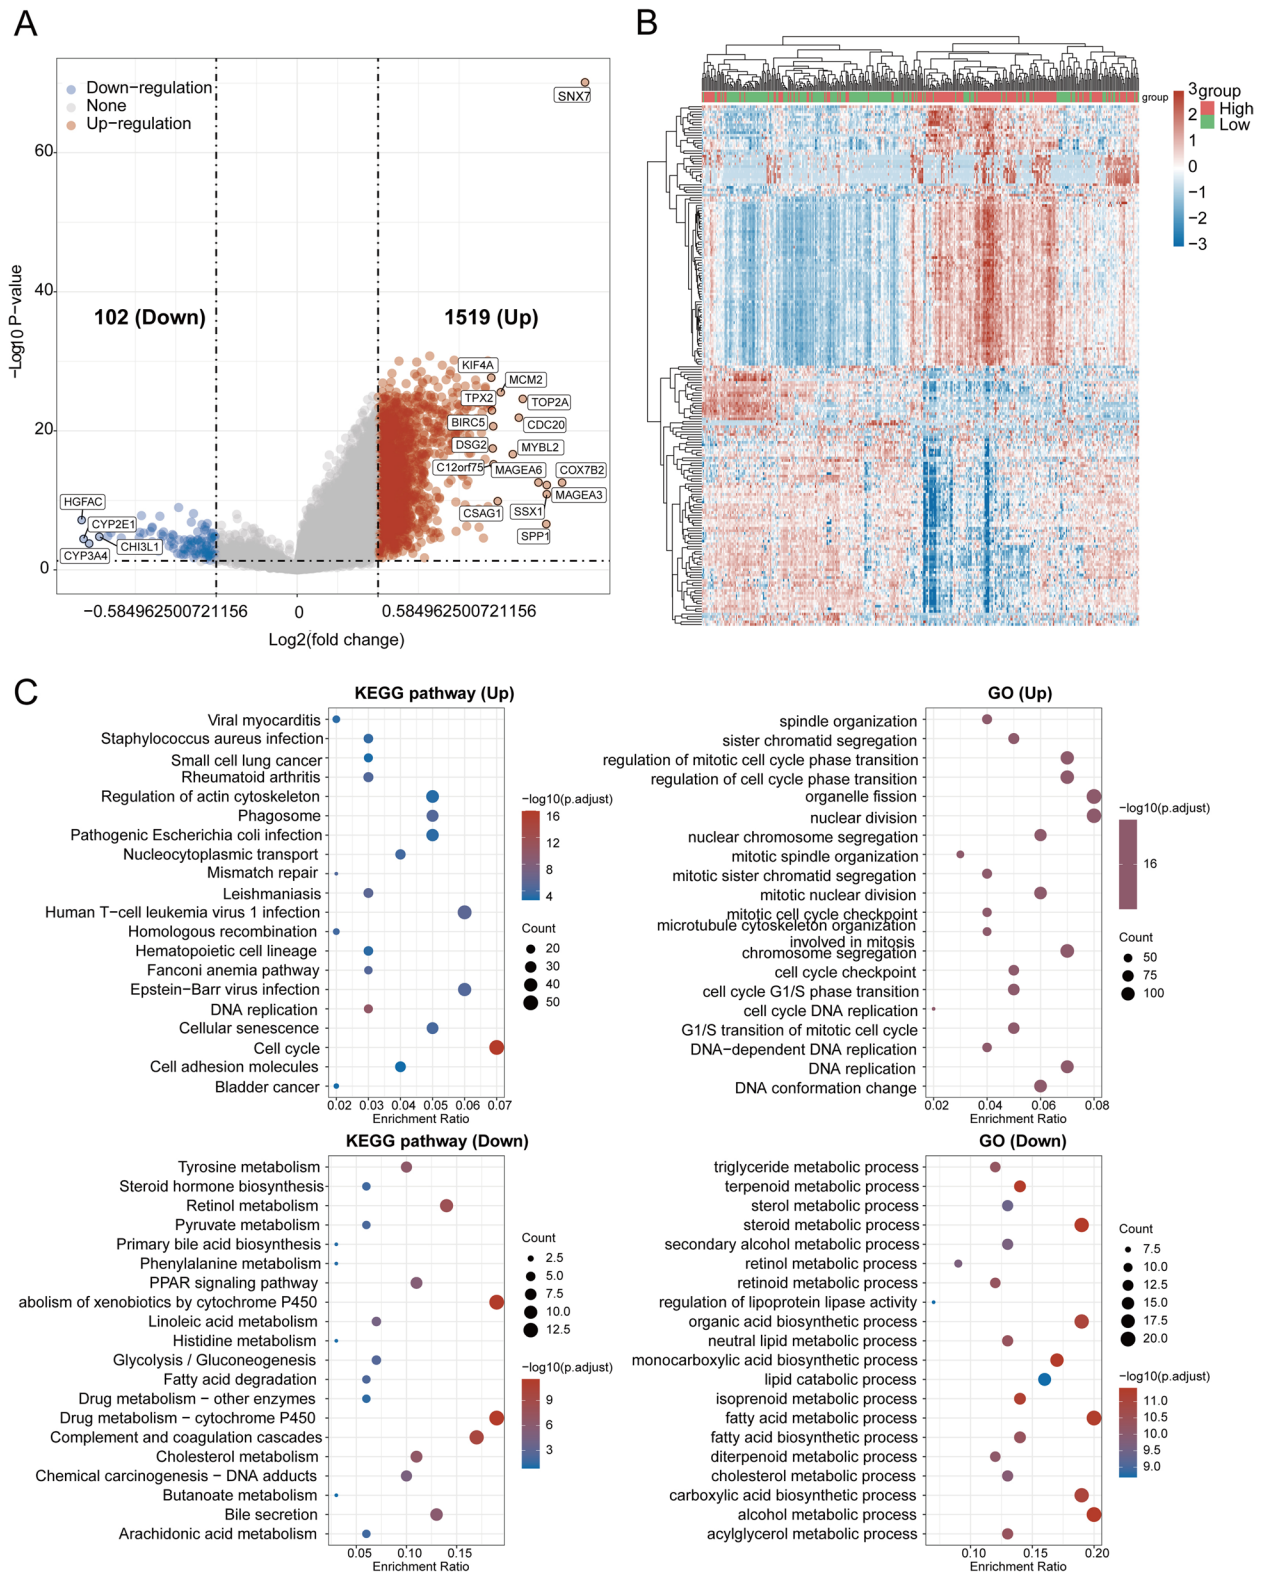 A
Down-regulation
None
Up-regulation
SNX7
60
40
20
0
−Log10 P−value
102 (Down)
1519 (Up)
KIF4A
MCM2
TPX2
TOP2A
BIRC5
CDC20
DSG2
MYBL2
C12orf75
MAGEA6
COX7B2
MAGEA3
CSAG1
SSX1
SPP1
HGFAC
CYP2E1
CHI3L1
CYP3A4
−0.5849625007211156
0
0.5849625007211156
Log2(fold change)
B
group
3
2
1
0
−1
−2
−3
group
High
Low
C
KEGG pathway (Up)
Viral myocarditis
Staphylococcus aureus infection
Small cell lung cancer
Rheumatoid arthritis
Regulation of actin cytoskeleton
Phagosome
Pathogenic Escherichia coli infection
Nucleocytoplasmic transport
Mismatch repair
Leishmaniasis
Human T−cell leukemia virus 1 infection
Homologous recombination
Hematopoietic cell lineage
Fanconi anemia pathway
Epstein−Barr virus infection
DNA replication
Cellular senescence
Cell cycle
Cell adhesion molecules
Bladder cancer
0.02 0.03 0.04 0.05 0.06 0.07
Enrichment Ratio
−log10(p.adjust)
16
12
8
4
Count
20
30
40
50
GO (Up)
spindle organization
sister chromatid segregation
regulation of mitotic cell cycle phase transition
regulation of cell cycle phase transition
organelle fission
nuclear division
nuclear chromosome segregation
mitotic spindle organization
mitotic sister chromatid segregation
mitotic nuclear division
mitotic cell cycle checkpoint
microtubule cytoskeleton organization
involved in mitosis
chromosome segregation
cell cycle checkpoint
cell cycle G1/S phase transition
cell cycle DNA replication
G1/S transition of mitotic cell cycle
DNA−dependent DNA replication
DNA replication
DNA conformation change
0.02 0.04 0.06 0.08
Enrichment Ratio
−log10(p.adjust)
16
Count
50
75
100
KEGG pathway (Down)
Tyrosine metabolism
Steroid hormone biosynthesis
Retinol metabolism
Pyruvate metabolism
Primary bile acid biosynthesis
Phenylalanine metabolism
PPAR signaling pathway
abolism of xenobiotics by cytochrome P450
Linoleic acid metabolism
Histidine metabolism
Glycolysis / Gluconeogenesis
Fatty acid degradation
Drug metabolism − other enzymes
Drug metabolism − cytochrome P450
Complement and coagulation cascades
Cholesterol metabolism
Chemical carcinogenesis − DNA adducts
Butanoate metabolism
Bile secretion
Arachidonic acid metabolism
0.05 0.10 0.15
Enrichment Ratio
Count
2.5
5.0
7.5
10.0
12.5
−log10(p.adjust)
9
6
3
GO (Down)
triglyceride metabolic process
terpenoid metabolic process
sterol metabolic process
steroid metabolic process
secondary alcohol metabolic process
retinol metabolic process
retinoid metabolic process
regulation of lipoprotein lipase activity
organic acid biosynthetic process
neutral lipid metabolic process
monocarboxylic acid biosynthetic process
lipid catabolic process
isoprenoid metabolic process
fatty acid metabolic process
fatty acid biosynthetic process
diterpenoid metabolic process
cholesterol metabolic process
carboxylic acid biosynthetic process
alcohol metabolic process
acylglycerol metabolic process
0.10 0.15 0.20
Enrichment Ratio
Count
7.5
10.0
12.5
15.0
17.5
20.0
−log10(p.adjust)
11.0
10.5
10.0
9.5
9.0